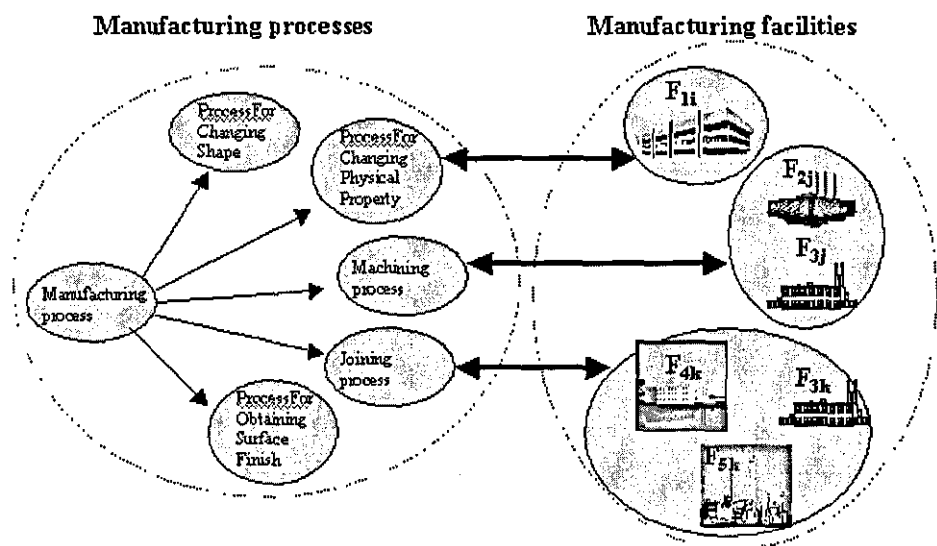 Manufacturing processes
Manufacturing facilities
ProcessFor
Changing
Shape
ProcessFor
Changing
Physical
Property
Machining
process
Manufacturing
process
Joining
process
ProcessFor
Obtaining
Surface
Finish
F1i
F2j
F3j
F4k
F3k
F5k